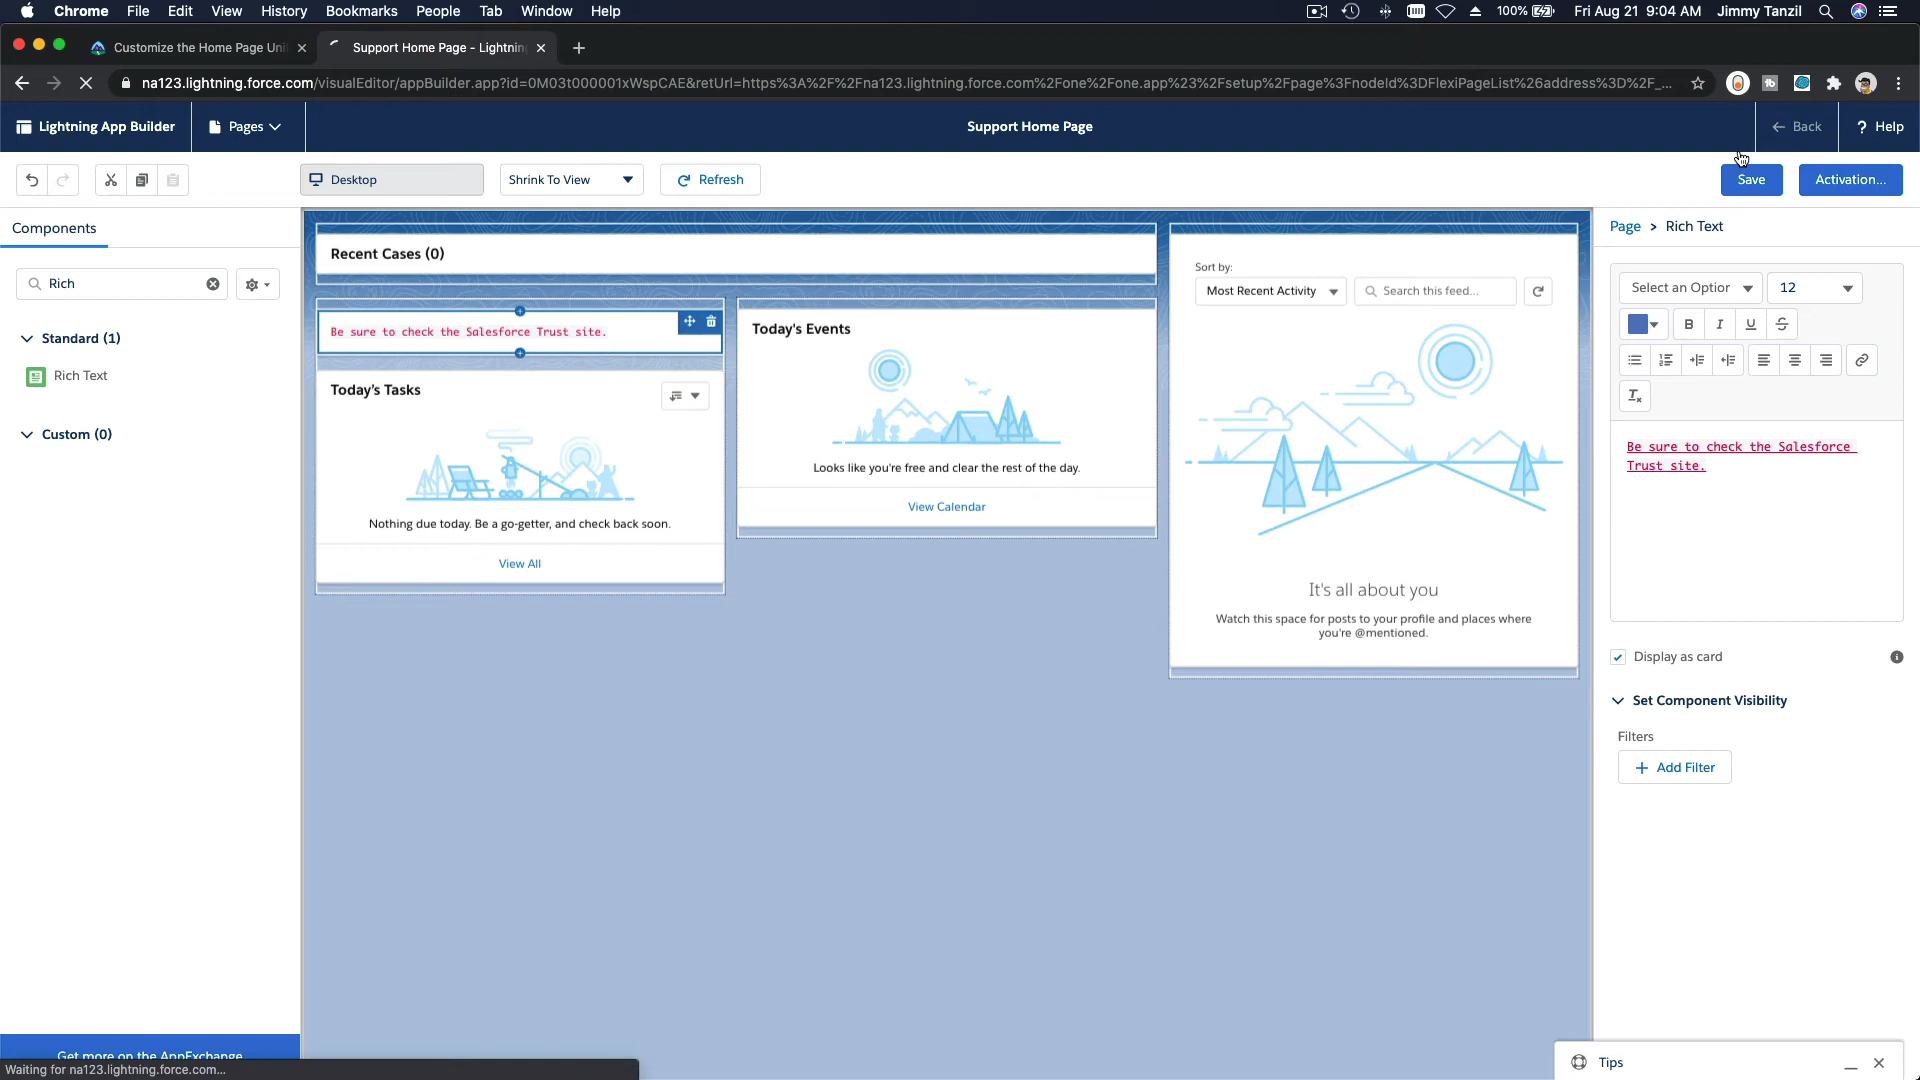 Chrome File Edit View History Bookmarks People Tab Window Help 100% Fri Aug 21 9:04 AM Jimmy Tanzil
Customize the Home Page Uni
Support Home Page - Lightnin
na123.lightning.force.com/visualEditor/appBuilder.app?id=0M03t000001xWspCAE&retUrl=https%3A%2F%2Fna123.lightning.force.com%2Fone%2Fone.app%23%2Fsetup%2Fpage%3FnodeId%3DFlexiPageList%26address%3D%2F_...
Lightning App Builder
Pages
Support Home Page
Back
? Help
Desktop
Shrink To View
Refresh
Save
Activation...
Components
Rich
Standard (1)
Rich Text
Custom (0)
Get more on the AppExchange
Waiting for na123.lightning.force.com...
Recent Cases (0)
Be sure to check the Salesforce Trust site.
Today's Tasks
Nothing due today. Be a go-getter, and check back soon.
View All
Today's Events
Looks like you're free and clear the rest of the day.
View Calendar
Sort by:
Most Recent Activity
Search this feed...
It's all about you
Watch this space for posts to your profile and places where
you're @mentioned.
Page > Rich Text
Select an Option
12
B I U S
Be sure to check the Salesforce
Trust site.
Display as card
Set Component Visibility
Filters
+ Add Filter
Tips